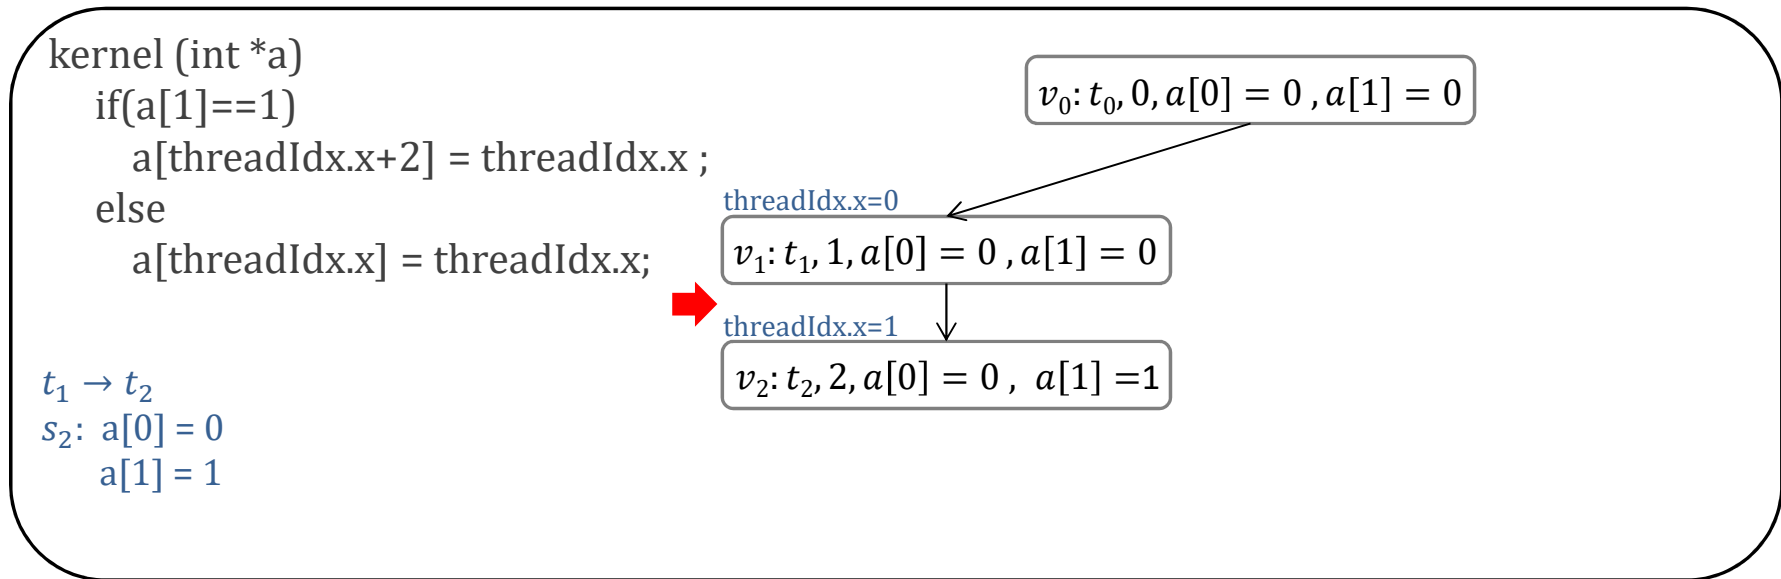 kernel (int *a)
if(a[1]==1)
a[threadIdx.x+2] = threadIdx.x ;
else
a[threadIdx.x] = threadIdx.x;
t₁ → t₂
s₂: a[0] = 0
a[1] = 1
v₀: t₀, 0, a[0] = 0 , a[1] = 0
threadIdx.x=0
v₁: t₁, 1, a[0] = 0 , a[1] = 0
threadIdx.x=1
v₂: t₂, 2, a[0] = 0 , a[1] =1